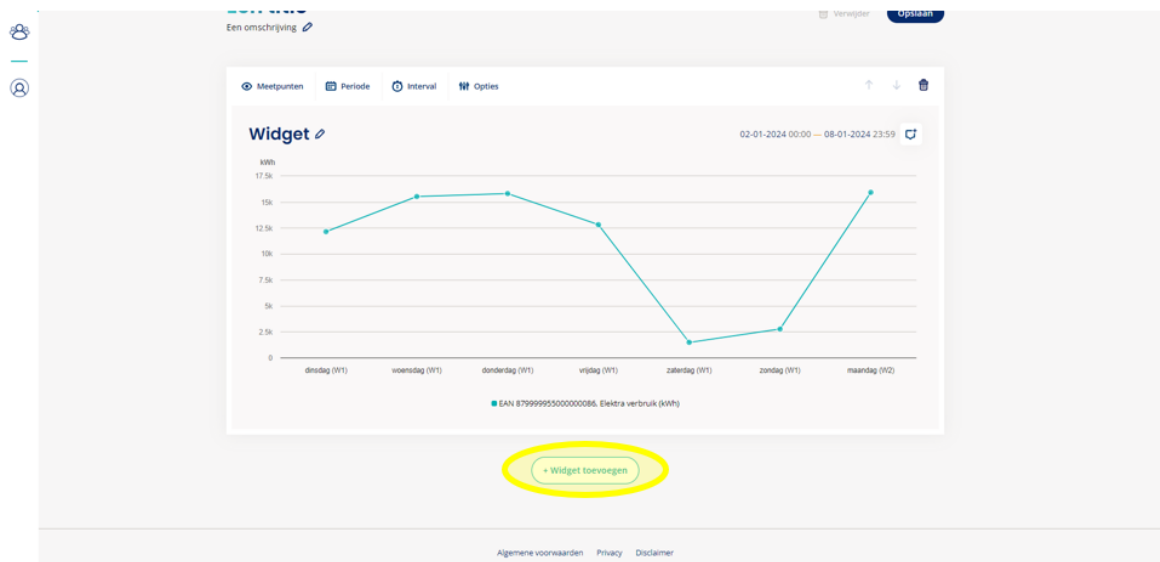 Een titel
Verwijder Opslaan
Een omschrijving
Meetpunten Periode Interval Opties
Widget 02-01-2024 00:00 — 08-01-2024 23:59
kWh
17.5k
15k
12.5k
10k
7.5k
5k
2.5k
0
dinsdag (W1) woensdag (W1) donderdag (W1) vrijdag (W1) zaterdag (W1) zondag (W1) maandag (W2)
EAN 879999955000000086, Elektra verbruik (kWh)
+ Widget toevoegen
Algemene voorwaarden Privacy Disclaimer